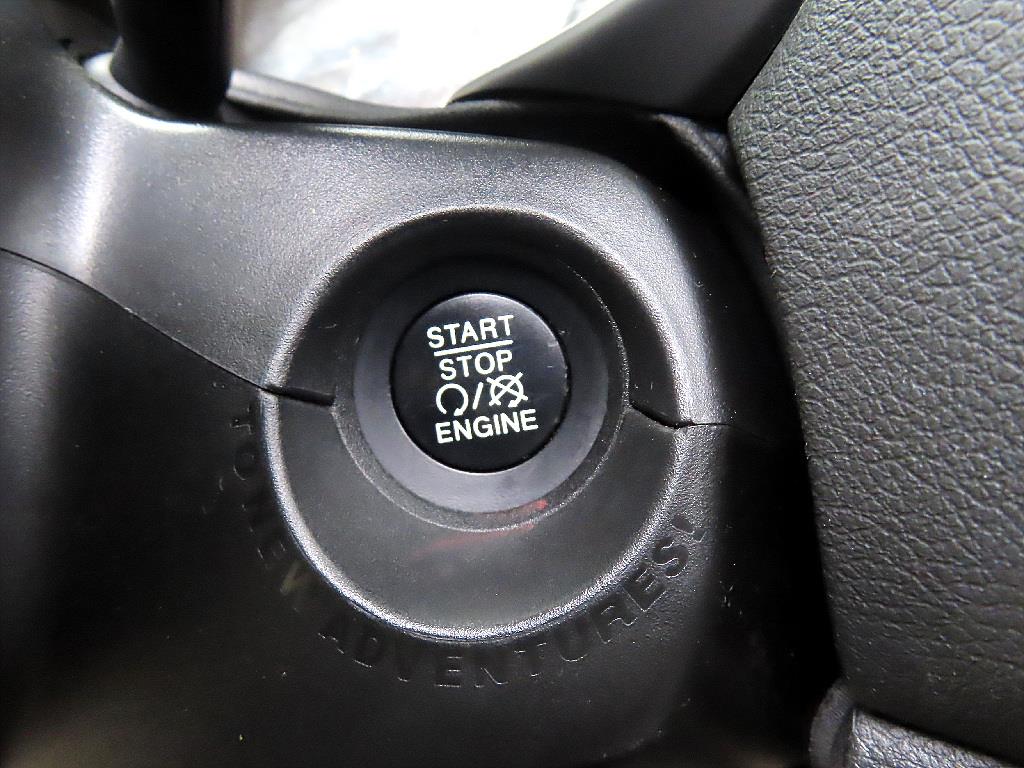 START
STOP
/
ENGINE
TO NEW ADVENTURES!